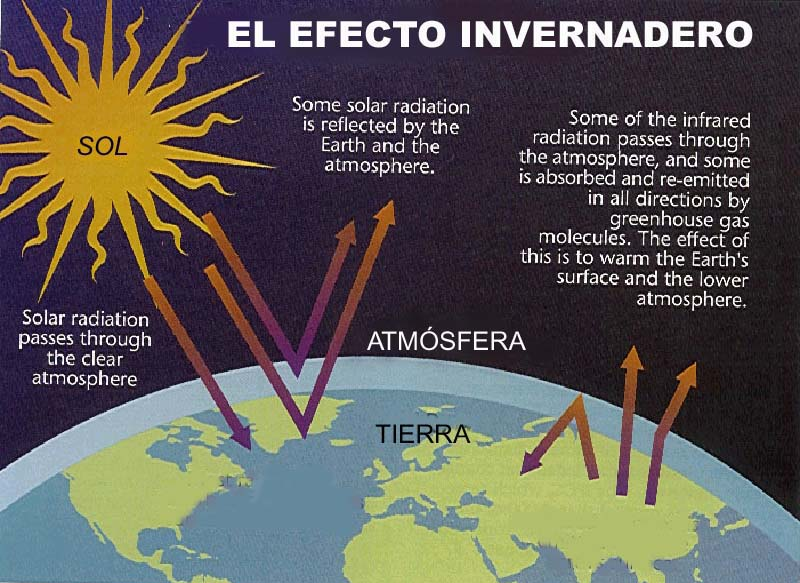 EL EFECTO INVERNADERO
SOL
Some solar radiation
is reflected by the
Earth and the
atmosphere.
Some of the infrared
radiation passes through
the atmosphere, and some
is absorbed and re-emitted
in all directions by
greenhouse gas
molecules. The effect of
this is to warm the Earth's
surface and the lower
atmosphere.
Solar radiation
passes through
the clear
atmosphere
ATMÓSFERA
TIERRA